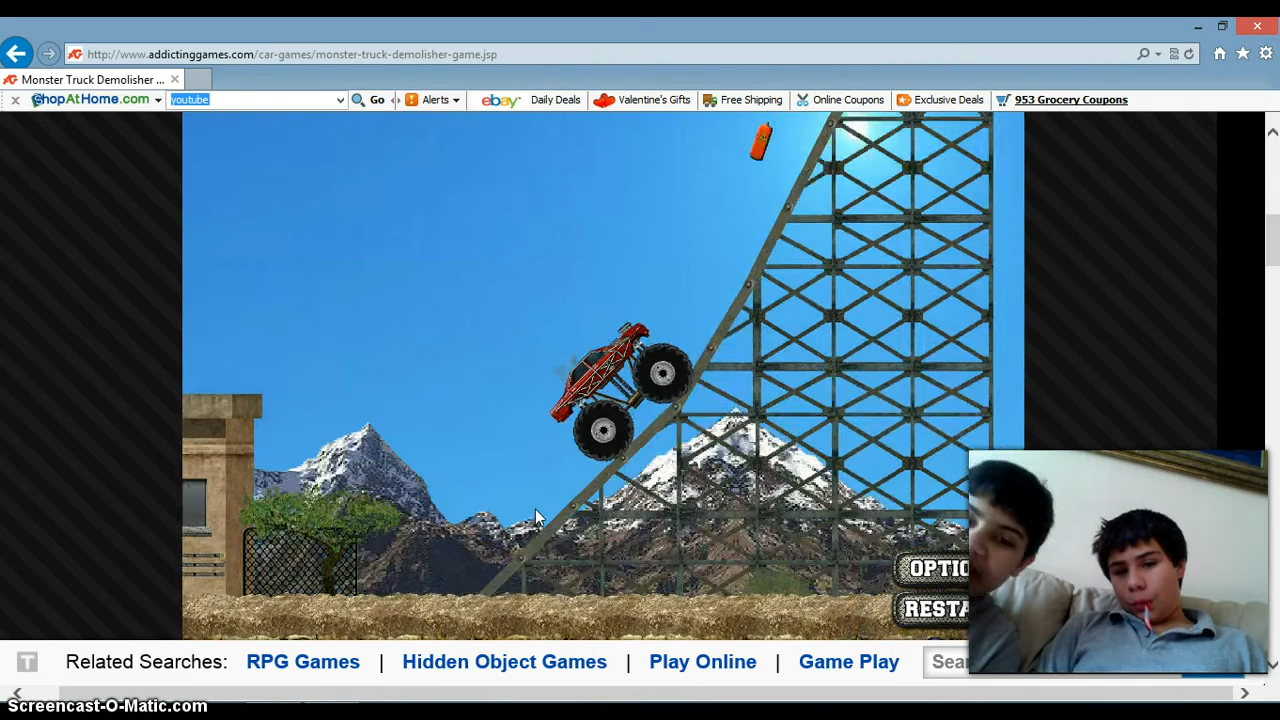 http://www.addictinggames.com/car-games/monster-truck-demolisher-game.jsp
Monster Truck Demolisher ...
ShopAtHome.com youtube Go Alerts ebay Daily Deals Valentine's Gifts Free Shipping Online Coupons Exclusive Deals 953 Grocery Coupons
OPTIO
RESTA
T Related Searches: RPG Games | Hidden Object Games | Play Online | Game Play Sear
Screencast-O-Matic.com